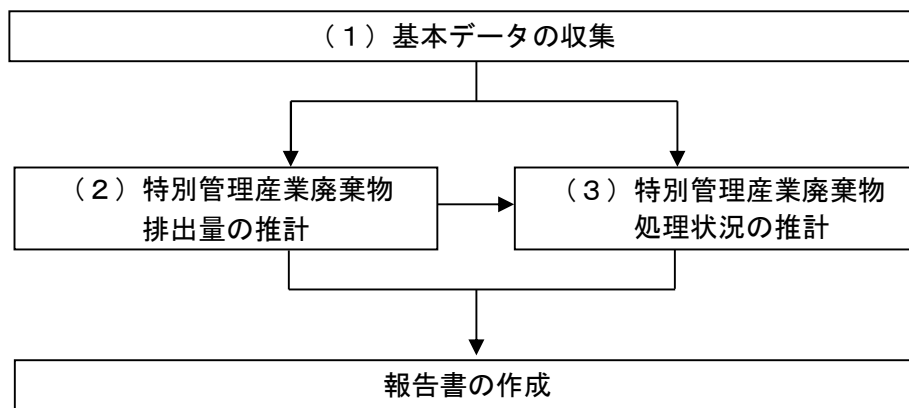 （１）基本データの収集
（２）特別管理産業廃棄物
排出量の推計
（３）特別管理産業廃棄物
処理状況の推計
報告書の作成